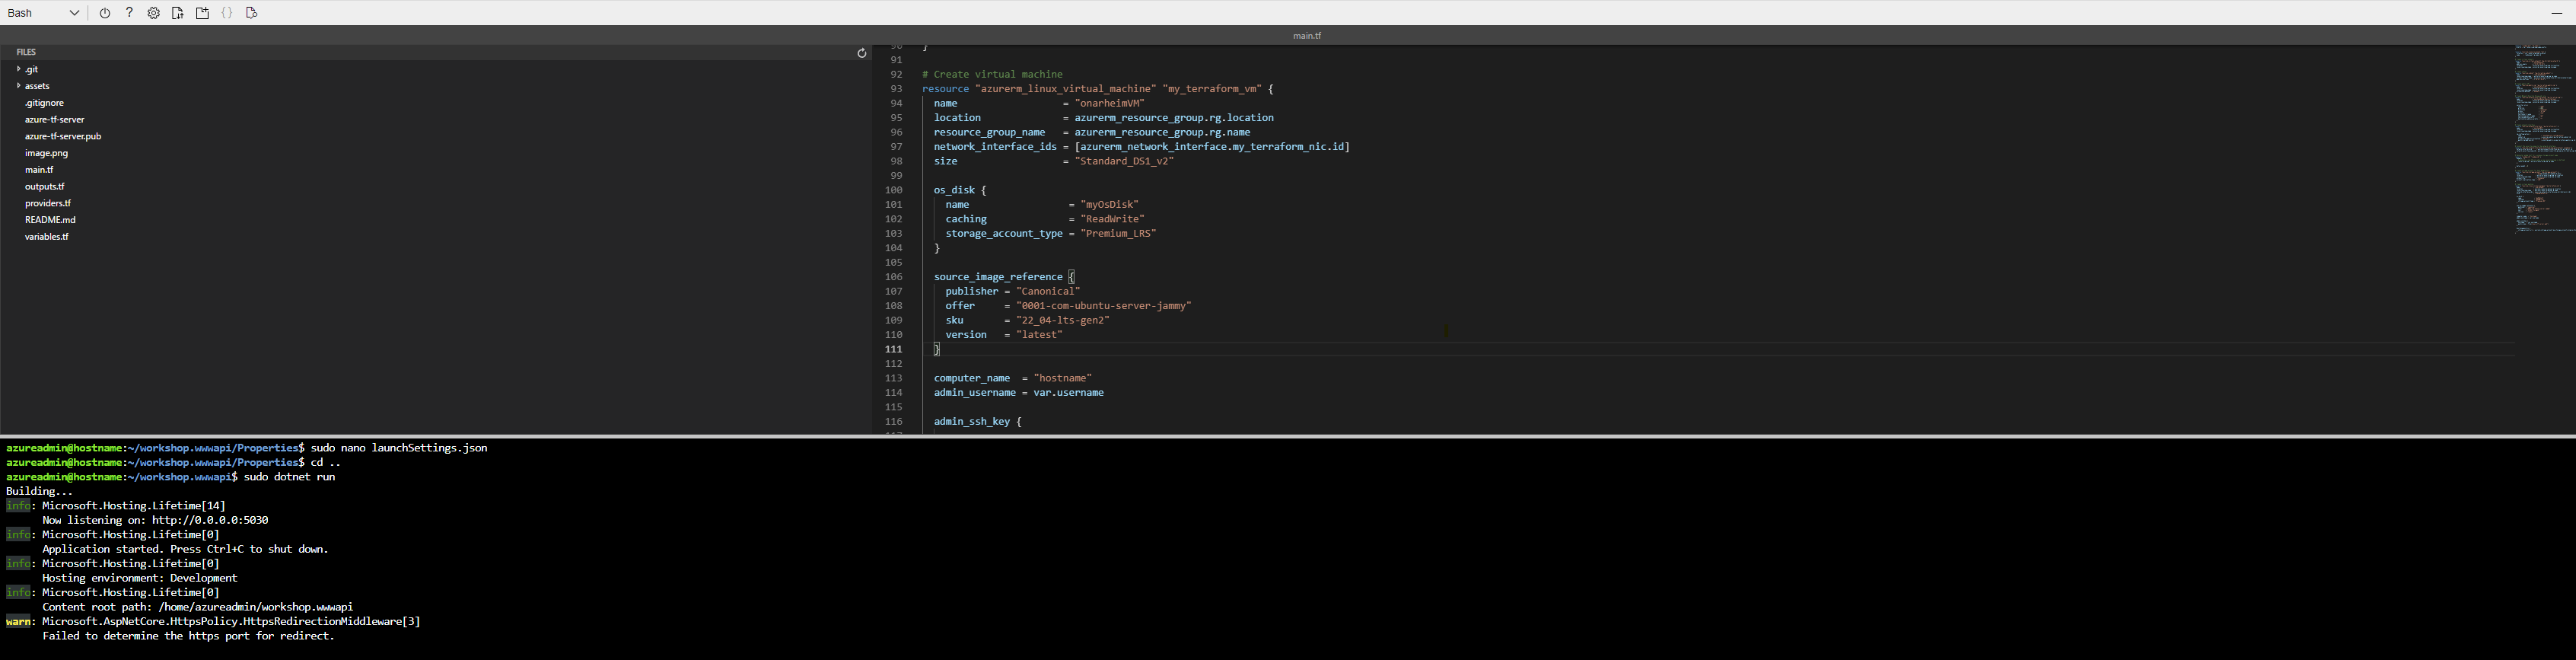 Bash
?
{ }
main.tf
FILES
.git
assets
.gitignore
azure-tf-server
azure-tf-server.pub
image.png
main.tf
outputs.tf
providers.tf
README.md
variables.tf
90 }
91
92 # Create virtual machine
93 resource "azurerm_linux_virtual_machine" "my_terraform_vm" {
94 name = "onarheimVM"
95 location = azurerm_resource_group.rg.location
96 resource_group_name = azurerm_resource_group.rg.name
97 network_interface_ids = [azurerm_network_interface.my_terraform_nic.id]
98 size = "Standard_DS1_v2"
99
100 os_disk {
101 name = "myOsDisk"
102 caching = "ReadWrite"
103 storage_account_type = "Premium_LRS"
104 }
105
106 source_image_reference {
107 publisher = "Canonical"
108 offer = "0001-com-ubuntu-server-jammy"
109 sku = "22_04-lts-gen2"
110 version = "latest"
111 }
112
113 computer_name = "hostname"
114 admin_username = var.username
115
116 admin_ssh_key {
azureadmin@hostname:~/workshop.wwwapi/Properties$ sudo nano launchSettings.json
azureadmin@hostname:~/workshop.wwwapi/Properties$ cd ..
azureadmin@hostname:~/workshop.wwwapi$ sudo dotnet run
Building...
info: Microsoft.Hosting.Lifetime[14]
Now listening on: http://0.0.0.0:5030
info: Microsoft.Hosting.Lifetime[0]
Application started. Press Ctrl+C to shut down.
info: Microsoft.Hosting.Lifetime[0]
Hosting environment: Development
info: Microsoft.Hosting.Lifetime[0]
Content root path: /home/azureadmin/workshop.wwwapi
warn: Microsoft.AspNetCore.HttpsPolicy.HttpsRedirectionMiddleware[3]
Failed to determine the https port for redirect.